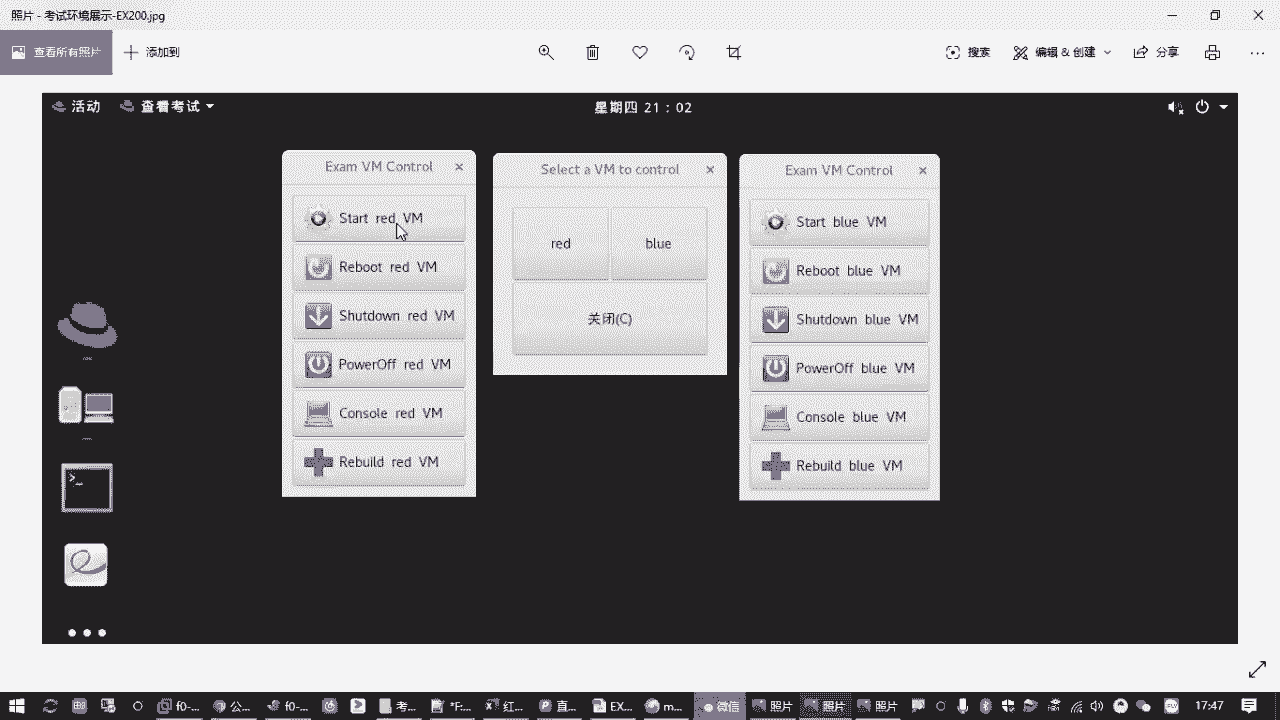 照片 - 考试环境展示-EX200.jpg
查看所有照片
添加到
搜索
编辑 & 创建
分享
活动
查看考试
星期四 21：02
Exam VM Control
Start red VM
Reboot red VM
Shutdown red VM
PowerOff red VM
Console red VM
Rebuild red VM
Select a VM to control
red
blue
关闭(C)
Exam VM Control
Start blue VM
Reboot blue VM
Shutdown blue VM
PowerOff blue VM
Console blue VM
Rebuild blue VM
f0-...
公...
f0-...
红...
直...
考...
*F...
EX...
m...
微信
照片
照片
照片
17:47